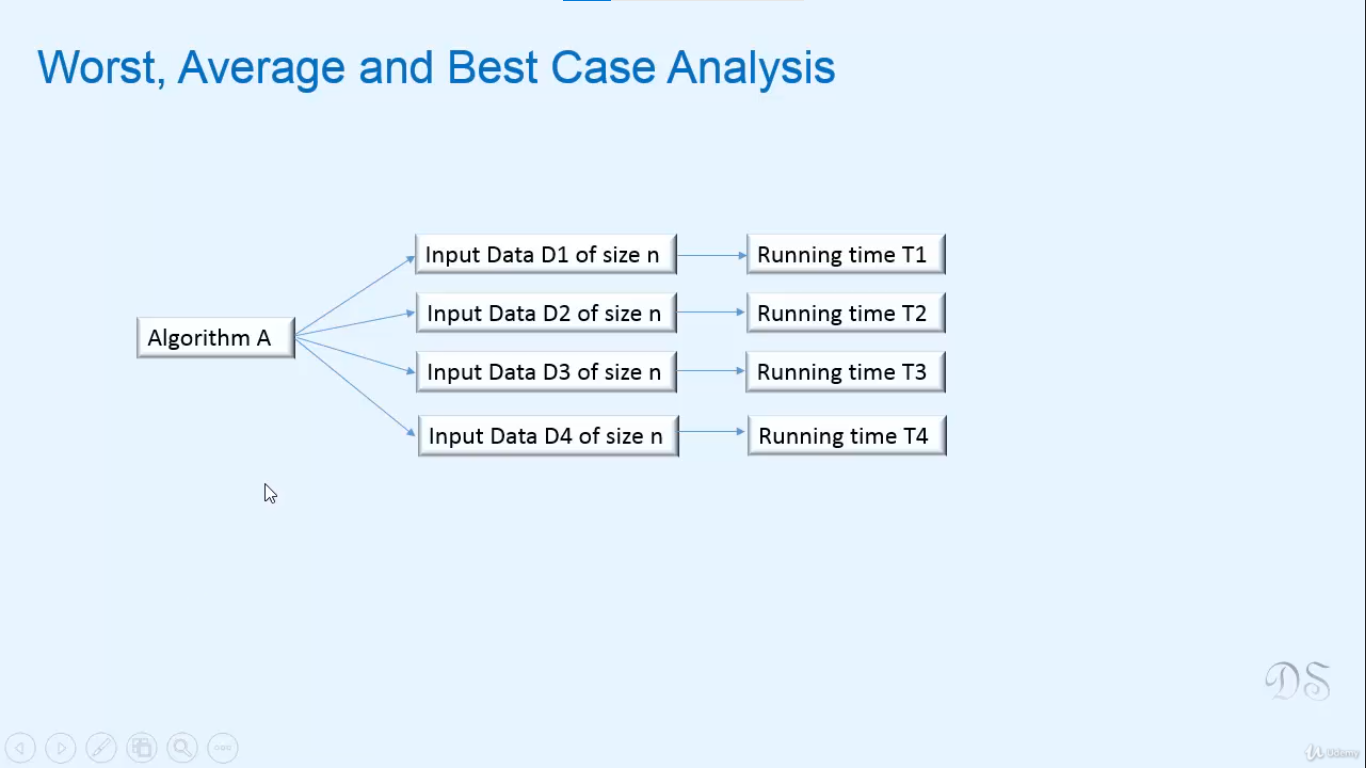 Worst, Average and Best Case Analysis
Input Data D1 of size n
Running time T1
Input Data D2 of size n
Running time T2
Algorithm A
Input Data D3 of size n
Running time T3
Input Data D4 of size n
Running time T4
DS
Udemy